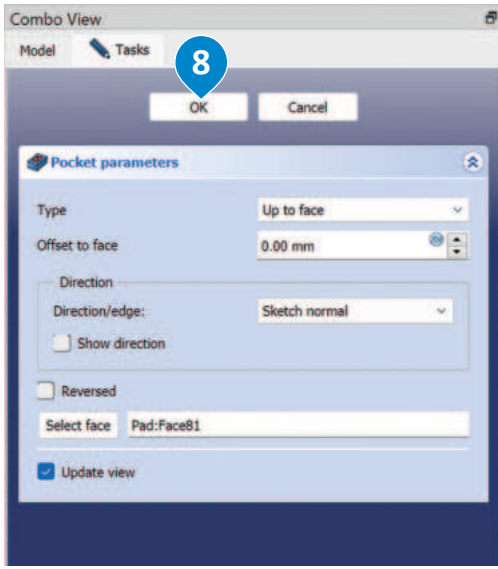 Combo View
Model Tasks
8
OK Cancel
Pocket parameters
Type Up to face
Offset to face 0.00 mm
Direction
Direction/edge: Sketch normal
Show direction
Reversed
Select face Pad:Face81
Update view